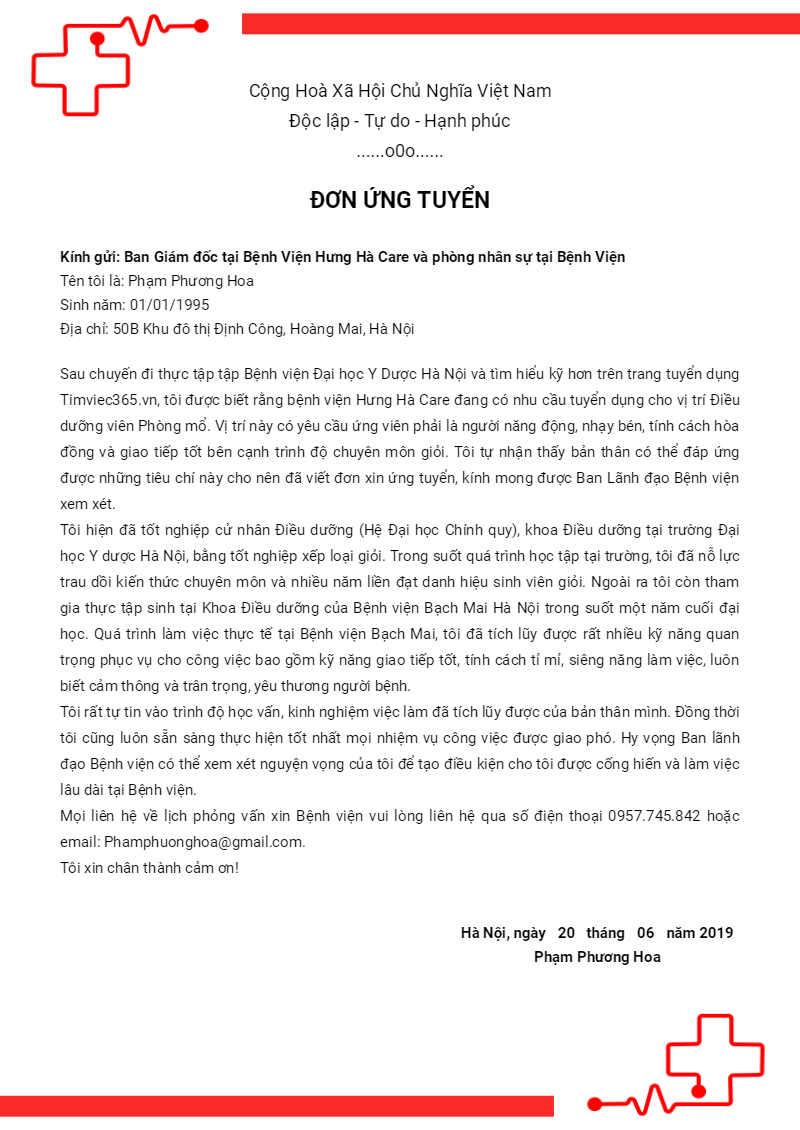 Cộng Hoà Xã Hội Chủ Nghĩa Việt Nam
Độc lập - Tự do - Hạnh phúc
......o0o......
ĐƠN ỨNG TUYỂN
Kính gửi: Ban Giám đốc tại Bệnh Viện Hưng Hà Care và phòng nhân sự tại Bệnh Viện
Tên tôi là: Phạm Phương Hoa
Sinh năm: 01/01/1995
Địa chỉ: 50B Khu đô thị Định Công, Hoàng Mai, Hà Nội
Sau chuyến đi thực tập tập Bệnh viện Đại học Y Dược Hà Nội và tìm hiểu kỹ hơn trên trang tuyển dụng
Timviec365.vn, tôi được biết rằng bệnh viện Hưng Hà Care đang có nhu cầu tuyển dụng cho vị trí Điều
dưỡng viên Phòng mổ. Vị trí này có yêu cầu ứng viên phải là người năng động, nhạy bén, tính cách hòa
đồng và giao tiếp tốt bên cạnh trình độ chuyên môn giỏi. Tôi tự nhận thấy bản thân có thể đáp ứng
được những tiêu chí này cho nên đã viết đơn xin ứng tuyển, kính mong được Ban Lãnh đạo Bệnh viện
xem xét.
Tôi hiện đã tốt nghiệp cử nhân Điều dưỡng (Hệ Đại học Chính quy), khoa Điều dưỡng tại trường Đại
học Y dược Hà Nội, bằng tốt nghiệp xếp loại giỏi. Trong suốt quá trình học tập tại trường, tôi đã nỗ lực
trau dồi kiến thức chuyên môn và nhiều năm liền đạt danh hiệu sinh viên giỏi. Ngoài ra tôi còn tham
gia thực tập sinh tại Khoa Điều dưỡng của Bệnh viện Bạch Mai Hà Nội trong suốt một năm cuối đại
học. Quá trình làm việc thực tế tại Bệnh viện Bạch Mai, tôi đã tích lũy được rất nhiều kỹ năng quan
trọng phục vụ cho công việc bao gồm kỹ năng giao tiếp tốt, tính cách tỉ mỉ, siêng năng làm việc, luôn
biết cảm thông và trân trọng, yêu thương người bệnh.
Tôi rất tự tin vào trình độ học vấn, kinh nghiệm việc làm đã tích lũy được của bản thân mình. Đồng thời
tôi cũng luôn sẵn sàng thực hiện tốt nhất mọi nhiệm vụ công việc được giao phó. Hy vọng Ban lãnh
đạo Bệnh viện có thể xem xét nguyện vọng của tôi để tạo điều kiện cho tôi được cống hiến và làm việc
lâu dài tại Bệnh viện.
Mọi liên hệ về lịch phỏng vấn xin Bệnh viện vui lòng liên hệ qua số điện thoại 0957.745.842 hoặc
email: Phamphuonghoa@gmail.com.
Tôi xin chân thành cảm ơn!
Hà Nội, ngày 20 tháng 06 năm 2019
Phạm Phương Hoa